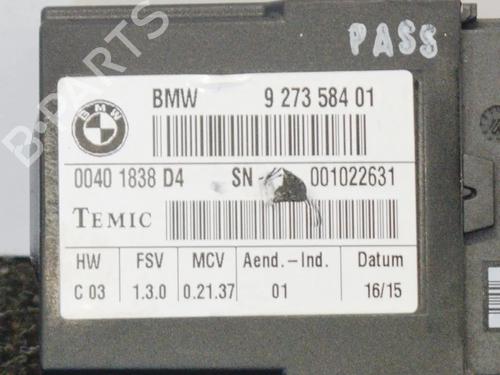 PASS
BMW
BMW 9 273 584 01
0040 1838 D4 SN 001022631
TEMIC
HW FSV MCV Aend.-Ind. Datum
C 03 1.3.0 0.21.37 01 16/15
B-PARTS